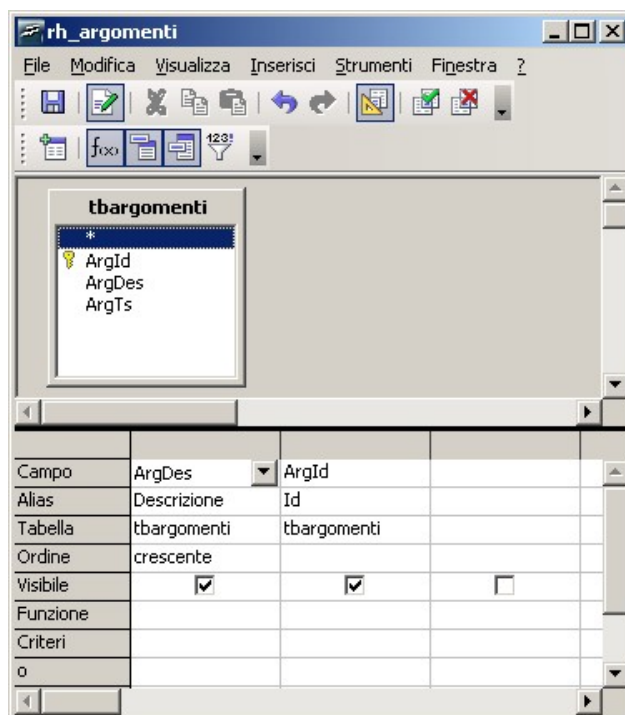 rh_argomenti
File Modifica Visualizza Inserisci Strumenti Finestra ?
f(x) 123!
tbargomenti
*
ArgId
ArgDes
ArgTs
Campo ArgDes ArgId
Alias Descrizione Id
Tabella tbargomenti tbargomenti
Ordine crescente
Visibile
Funzione
Criteri
o